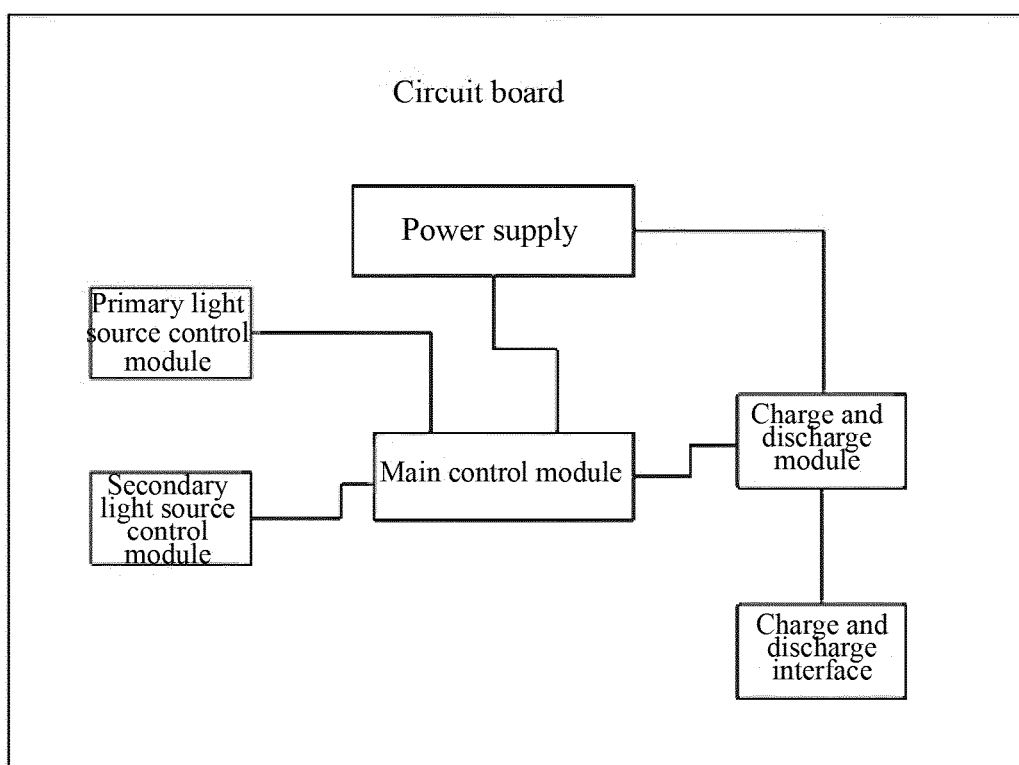 Circuit board
Power supply
Primary light
source control
module
Main control module
Charge and
discharge
module
Secondary
light source
control
module
Charge and
discharge
interface